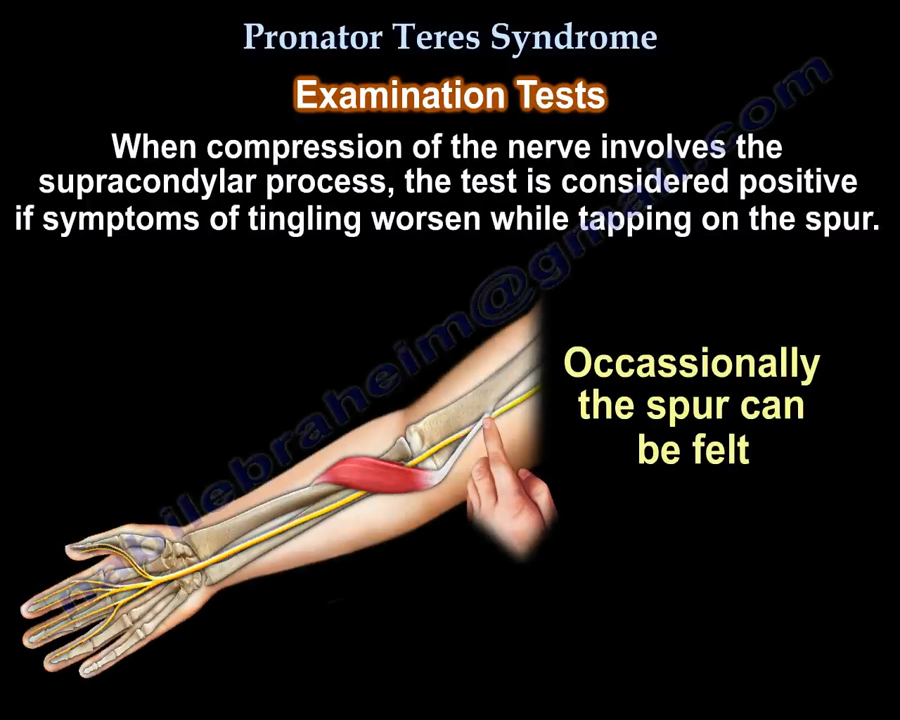 Pronator Teres Syndrome
Examination Tests
When compression of the nerve involves the
supracondylar process, the test is considered positive
if symptoms of tingling worsen while tapping on the spur.
Occassionally
the spur can
be felt